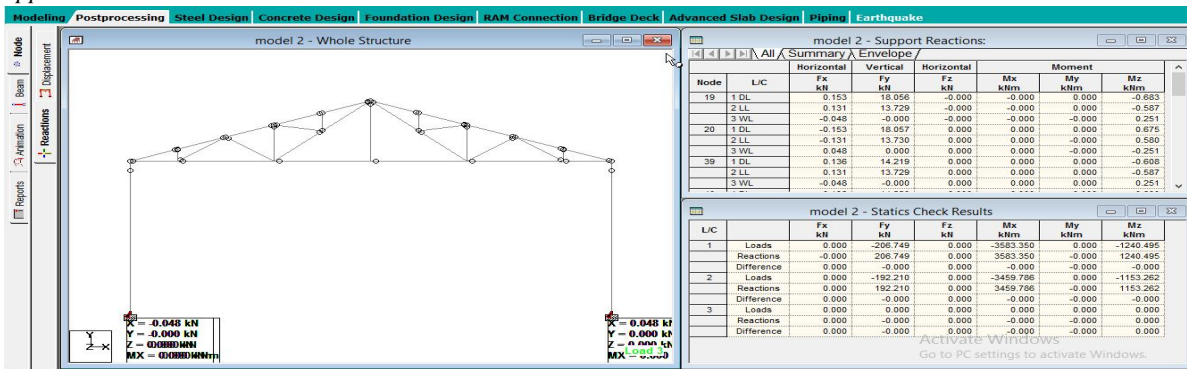 Modeling Postprocessing Steel Design Concrete Design Foundation Design RAM Connection Bridge Deck Advanced Slab Design Piping Earthquake
Node
Beam
Animation
Reports
Displacement
Reactions
model 2 - Whole Structure
X = -0.048 kN
Y = -0.000 kN
X = 0.048 kN
Y = 0.000 kN
Load 3
Y
Z X
model 2 - Support Reactions:
All Summary Envelope
Horizontal Vertical Horizontal Moment
Node L/C Fx kN Fy kN Fz kN Mx kNm My kNm Mz kNm
19 1 DL 0.153 18.056 -0.000 -0.000 0.000 -0.683
2 LL 0.131 13.729 -0.000 -0.000 0.000 -0.587
3 WL -0.048 -0.000 -0.000 -0.000 0.000 0.251
20 1 DL -0.153 18.057 0.000 0.000 -0.000 0.675
2 LL -0.131 13.730 -0.000 0.000 -0.000 0.580
3 WL 0.048 0.000 0.000 0.000 -0.000 -0.251
39 1 DL 0.136 14.219 0.000 0.000 0.000 -0.608
2 LL 0.131 13.729 0.000 0.000 0.000 -0.587
3 WL -0.048 -0.000 0.000 0.000 0.000 0.251
model 2 - Statics Check Results
L/C Fx kN Fy kN Fz kN Mx kNm My kNm Mz kNm
1 Loads 0.000 -206.749 0.000 -3583.350 0.000 -1240.495
Reactions -0.000 206.749 0.000 3583.350 -0.000 1240.495
Difference -0.000 -0.000 0.000 -0.000 -0.000 -0.000
2 Loads 0.000 -192.210 0.000 -3459.786 0.000 -1153.262
Reactions 0.000 192.210 0.000 3459.786 -0.000 1153.262
Difference 0.000 -0.000 0.000 -0.000 -0.000 -0.000
3 Loads 0.000 0.000 0.000 0.000 0.000 0.000
Reactions 0.000 -0.000 0.000 -0.000 -0.000 0.000
Difference 0.000 -0.000 0.000 -0.000 -0.000 0.000
Activate Windows
Go to PC settings to activate Windows.